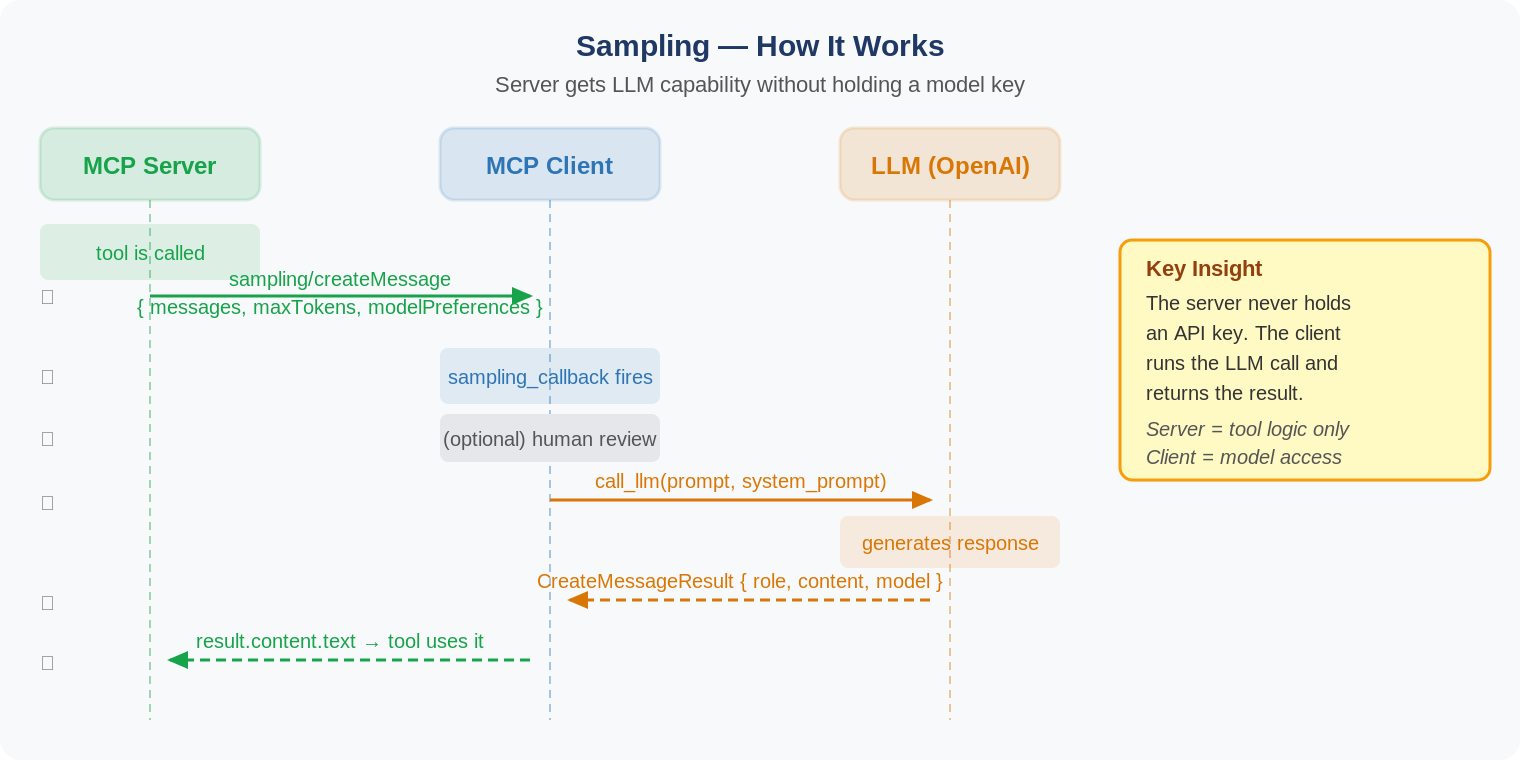 Sampling — How It Works
Server gets LLM capability without holding a model key
MCP Server
MCP Client
LLM (OpenAI)
tool is called
sampling/createMessage
{ messages, maxTokens, modelPreferences }
sampling_callback fires
(optional) human review
call_llm(prompt, system_prompt)
generates response
CreateMessageResult { role, content, model }
result.content.text → tool uses it
Key Insight
The server never holds
an API key. The client
runs the LLM call and
returns the result.
Server = tool logic only
Client = model access